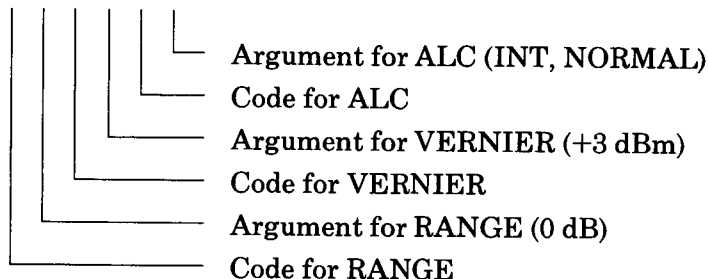 Argument for ALC (INT, NORMAL)
Code for ALC
Argument for VERNIER (+3 dBm)
Code for VERNIER
Argument for RANGE (0 dB)
Code for RANGE